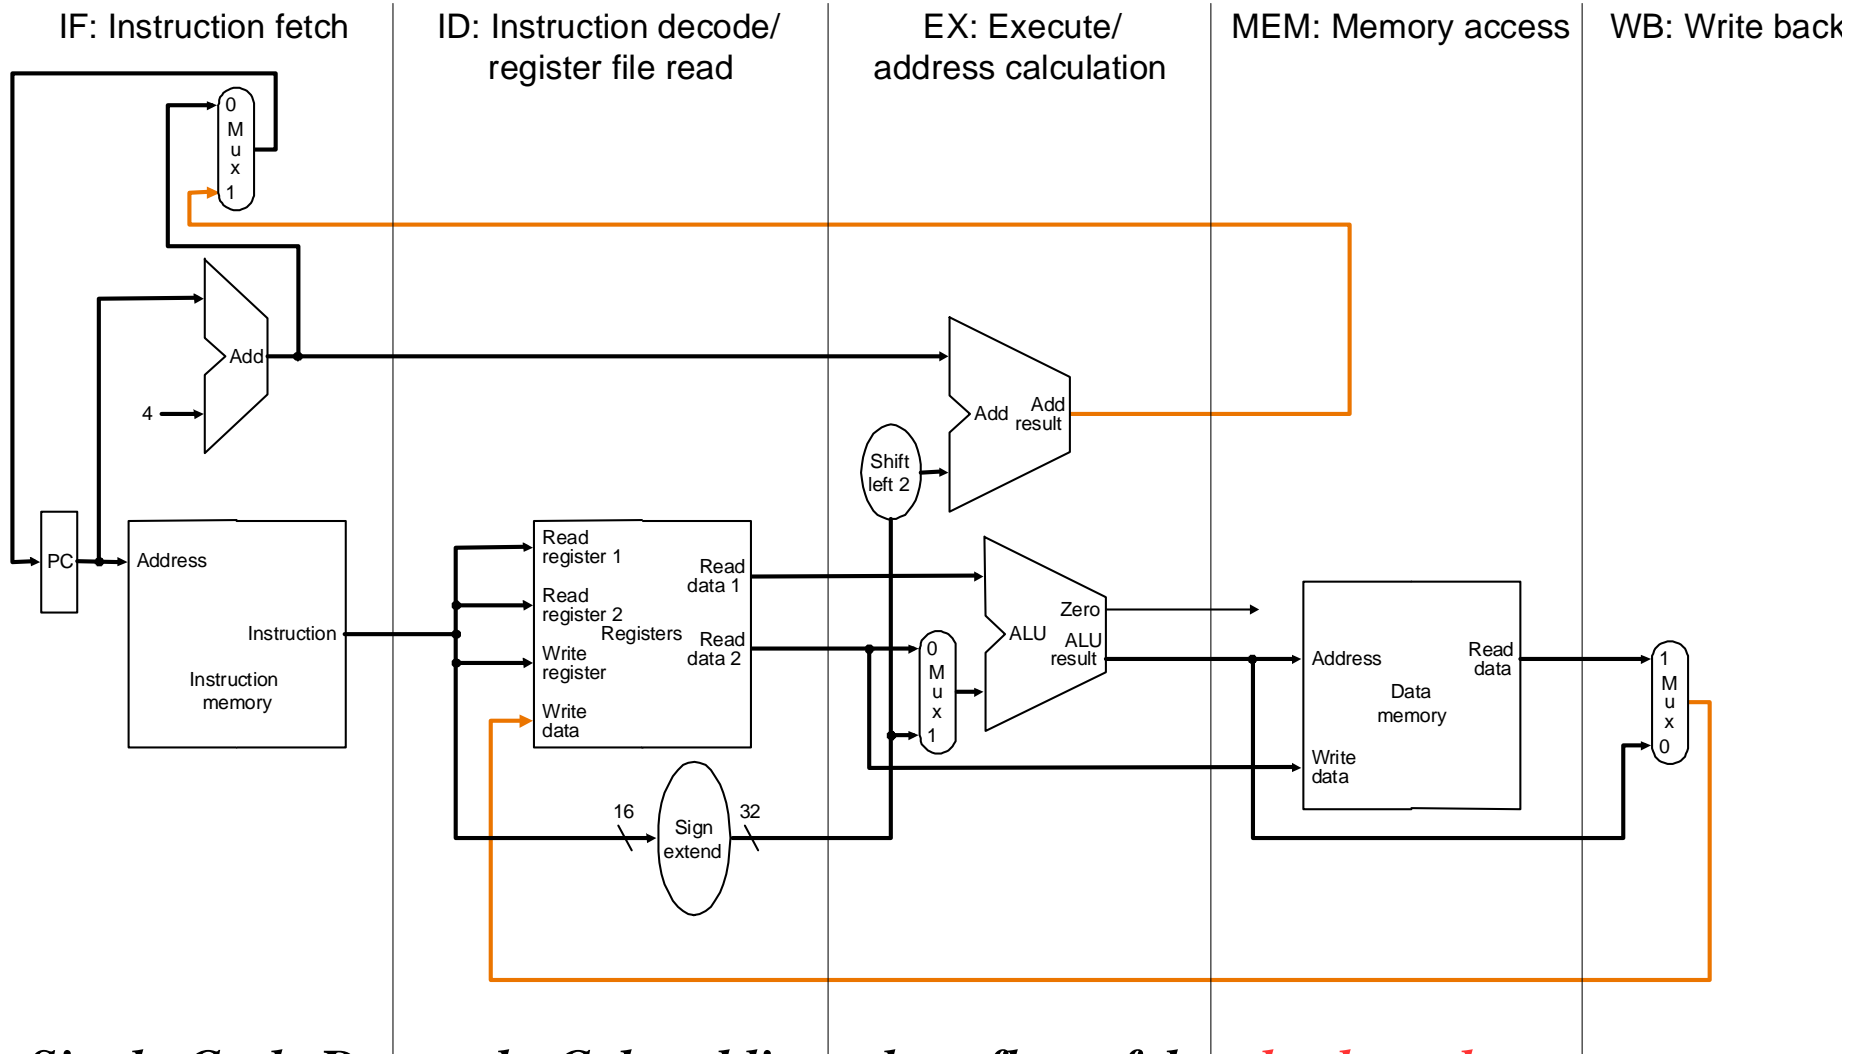 IF: Instruction fetch
ID: Instruction decode/
register file read
EX: Execute/
address calculation
MEM: Memory access
WB: Write back
0
M
u
x
1
Add
4
PC
Address
Instruction
Instruction
memory
Read
register 1
Read
register 2
Registers
Write
register
Write
data
Read
data 1
Read
data 2
16
Sign
extend
32
Shift
left 2
Add
Add
result
0
M
u
x
1
Zero
ALU
ALU
result
Address
Read
data
Data
memory
Write
data
1
M
u
x
0